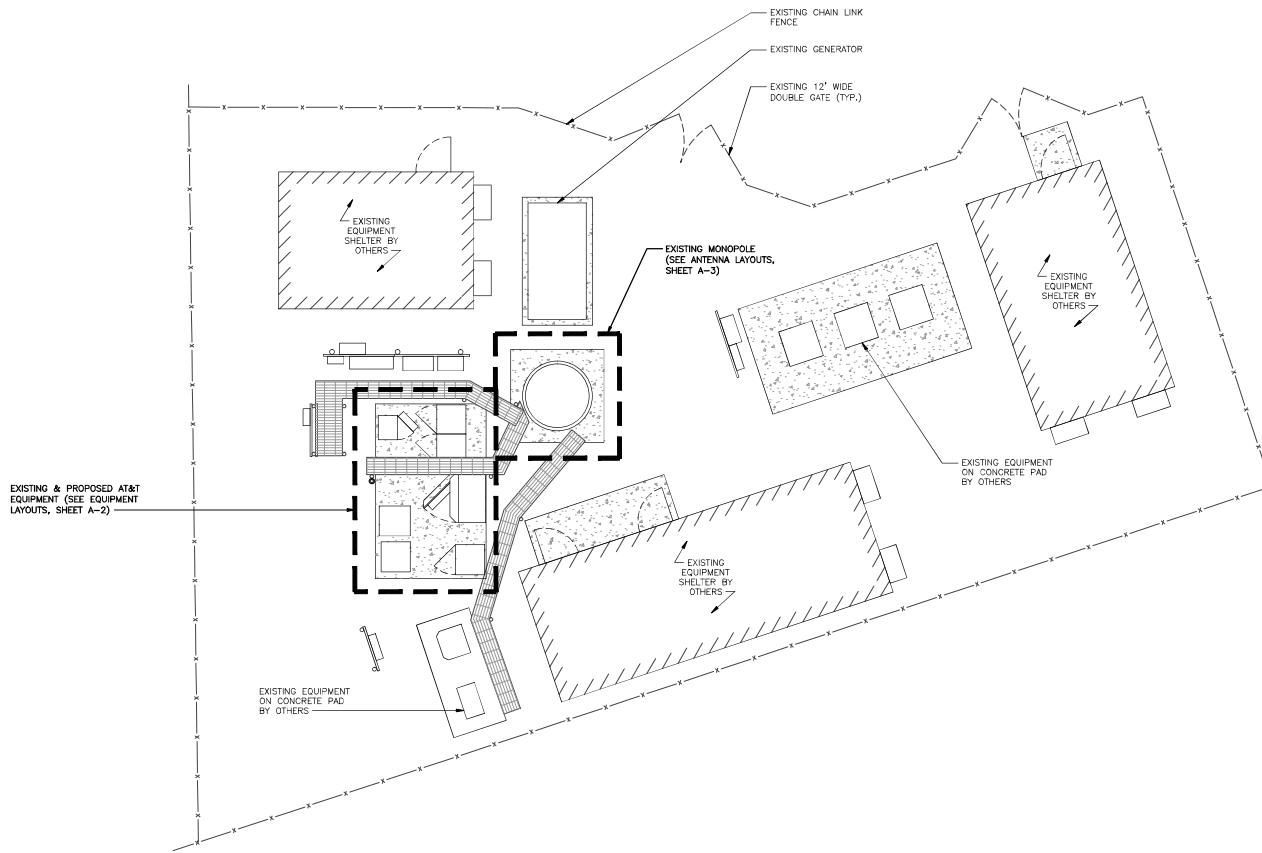 EXISTING CHAIN LINK
FENCE
EXISTING GENERATOR
EXISTING 12' WIDE
DOUBLE GATE (TYP.)
EXISTING
EQUIPMENT
SHELTER BY
OTHERS
EXISTING MONOPOLE
(SEE ANTENNA LAYOUTS,
SHEET A-3)
EXISTING
EQUIPMENT
SHELTER BY
OTHERS
EXISTING EQUIPMENT
ON CONCRETE PAD
BY OTHERS
EXISTING & PROPOSED AT&T
EQUIPMENT (SEE EQUIPMENT
LAYOUTS, SHEET A-2)
EXISTING
EQUIPMENT
SHELTER BY
OTHERS
EXISTING EQUIPMENT
ON CONCRETE PAD
BY OTHERS